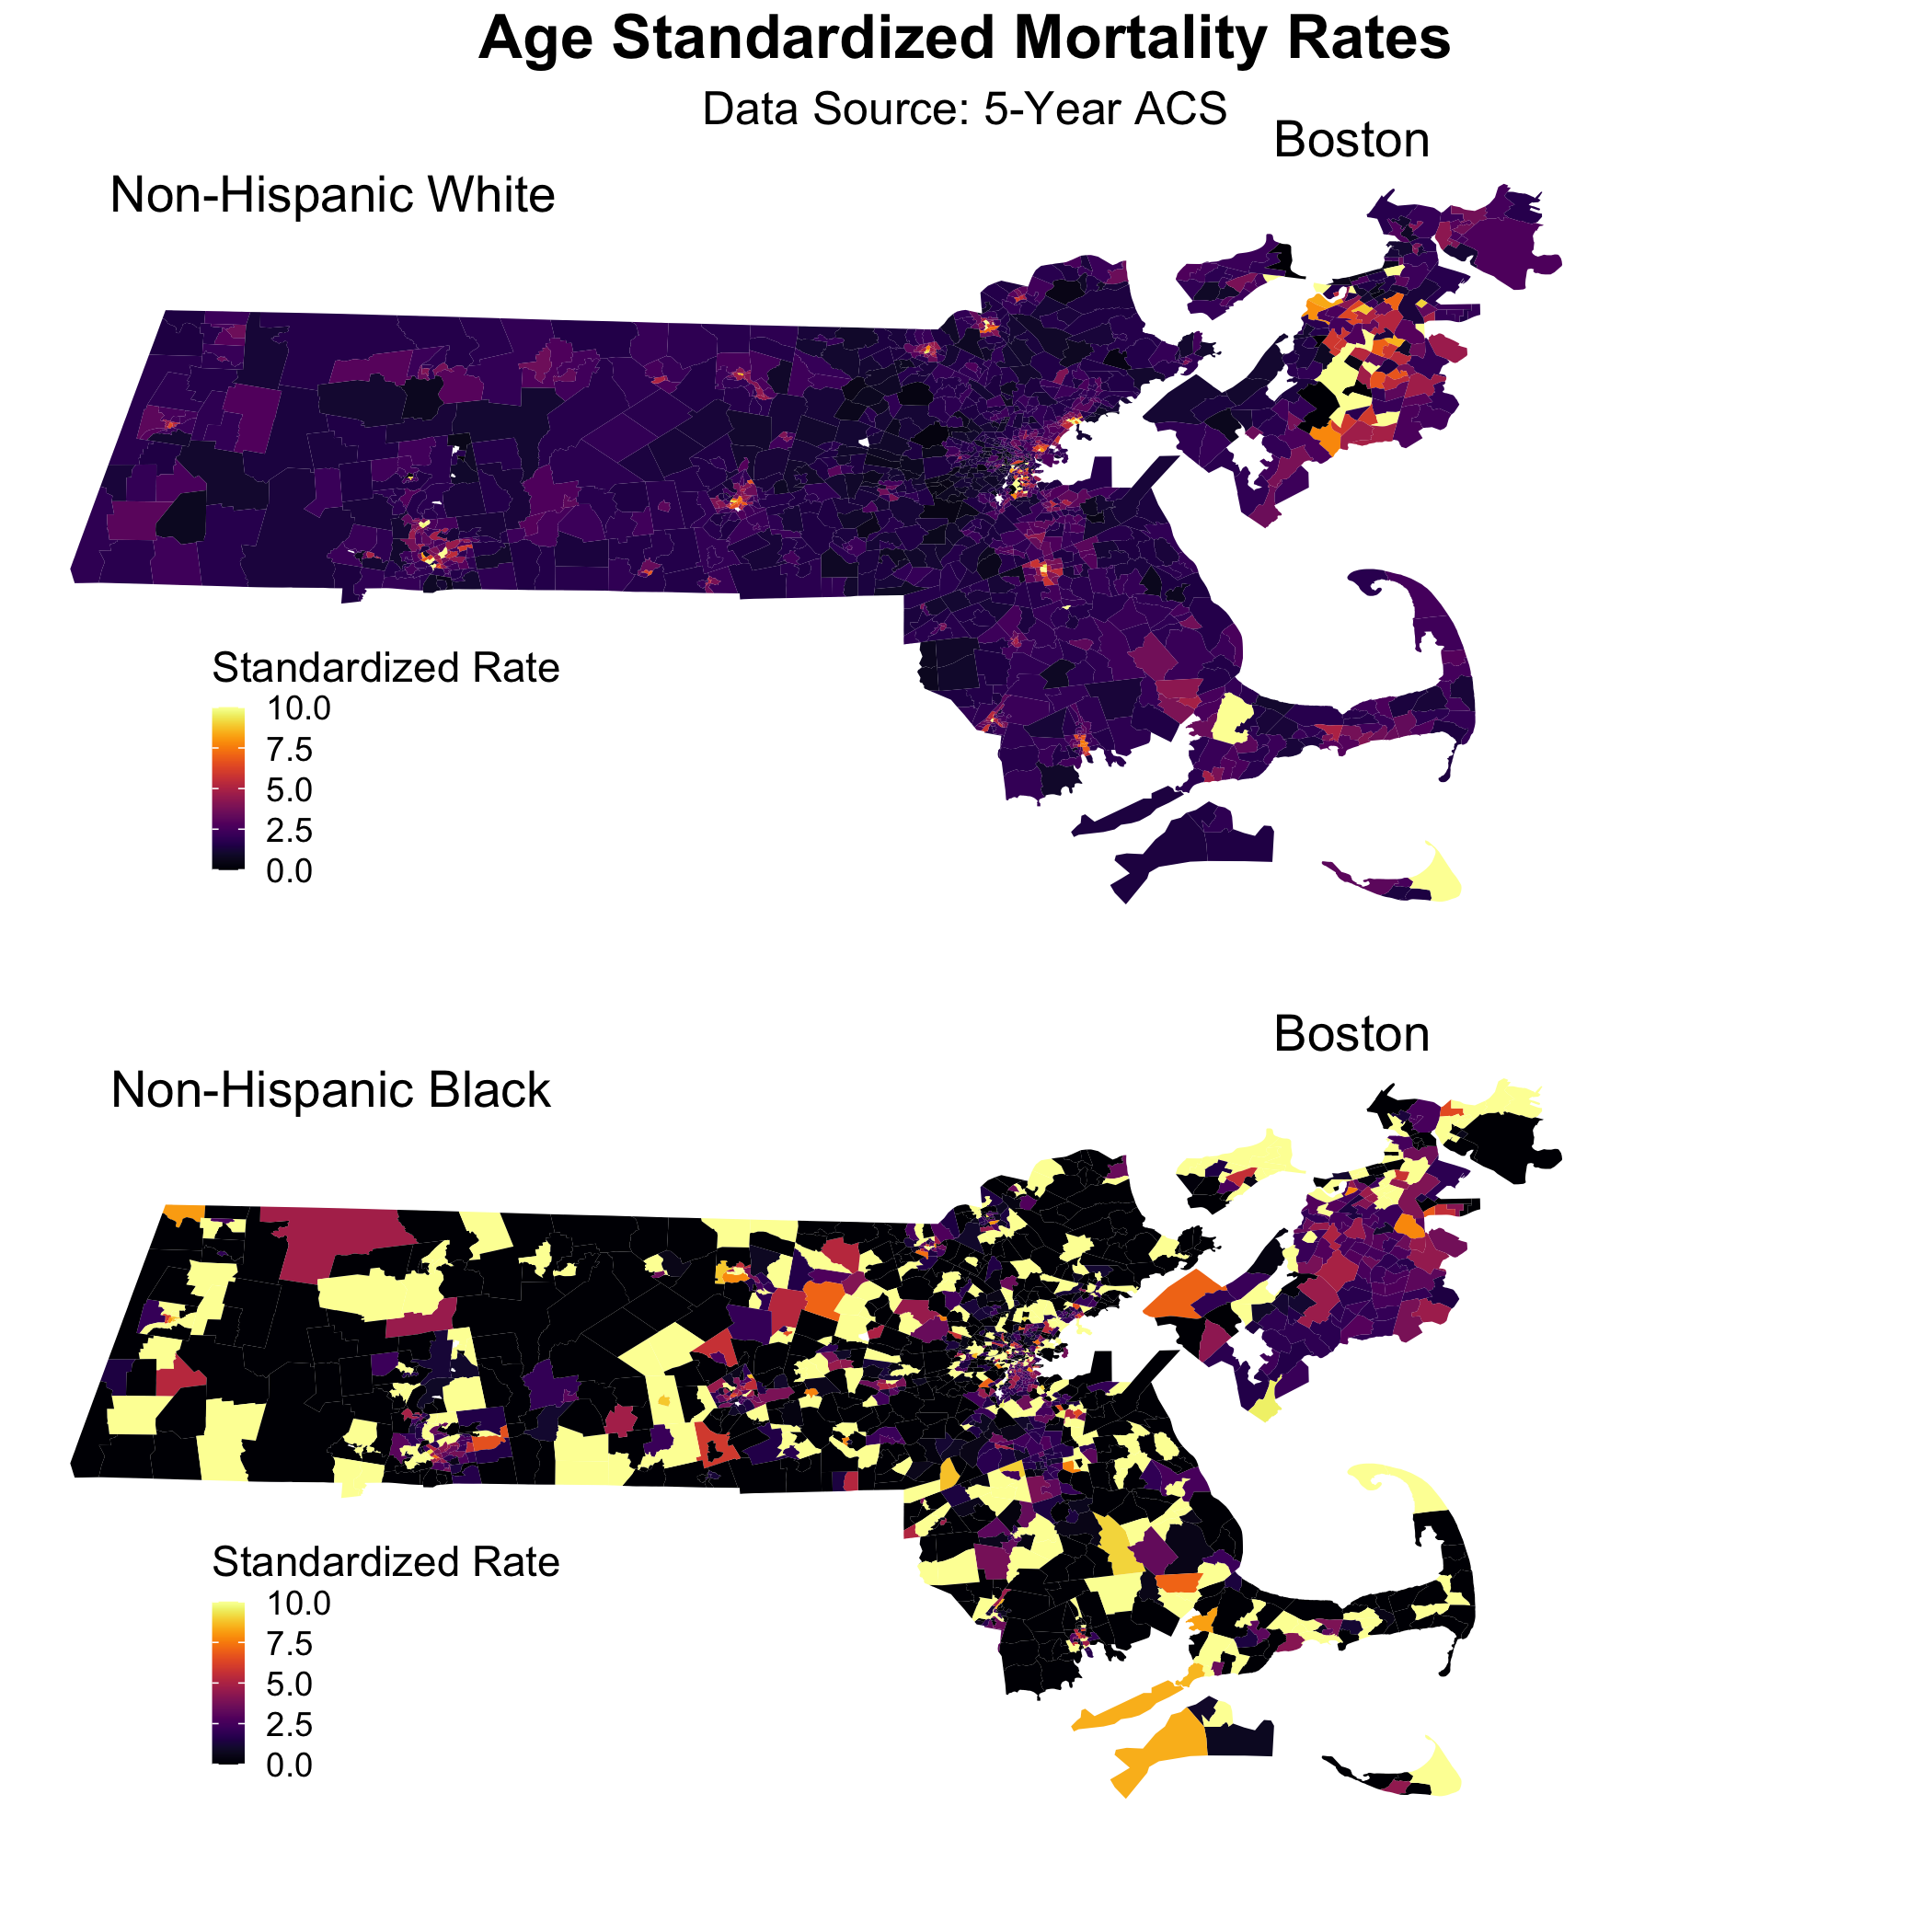 Age Standardized Mortality Rates
Data Source: 5-Year ACS
Boston
Non-Hispanic White
Standardized Rate
10.0
7.5
5.0
2.5
0.0
Boston
Non-Hispanic Black
Standardized Rate
10.0
7.5
5.0
2.5
0.0